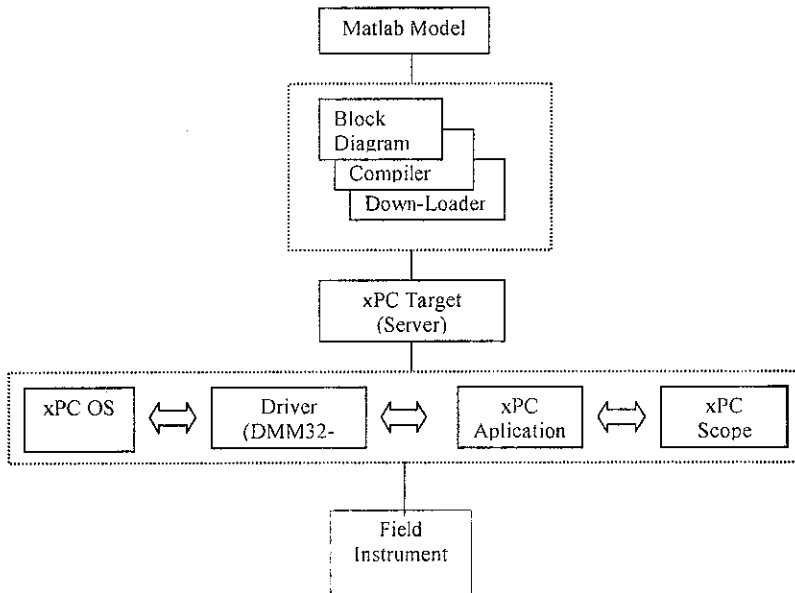 Matlab Model
Block
Diagram
Compiler
Down-Loader
xPC Target
(Server)
xPC OS
Driver
(DMM32-
xPC
Aplication
xPC
Scope
Field
Instrument